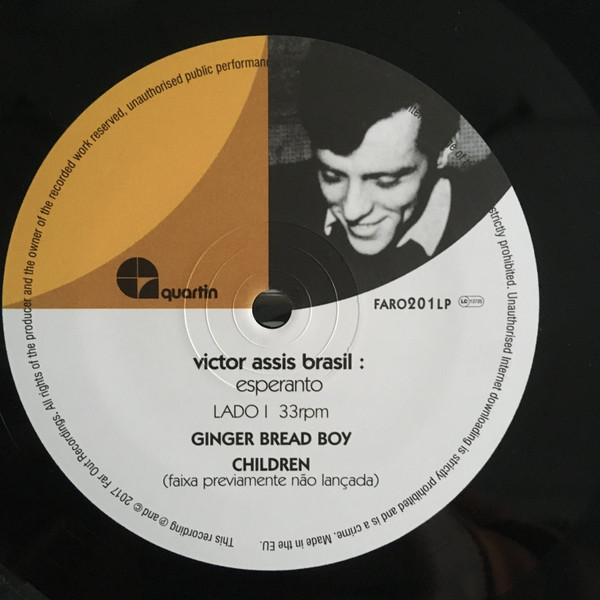 quartin
FARO201LP
LC
victor assis brasil :
esperanto
LADO I 33rpm
GINGER BREAD BOY
CHILDREN
(faixa previamente não lançada)
This recording ℗ and © 2017 Far Out Recordings. All rights of the producer and the owner of the recorded work reserved, unauthorised public performan
strictly prohibited. Unauthorised Internet downloading is strictly prohibited and is a crime. Made in the EU.